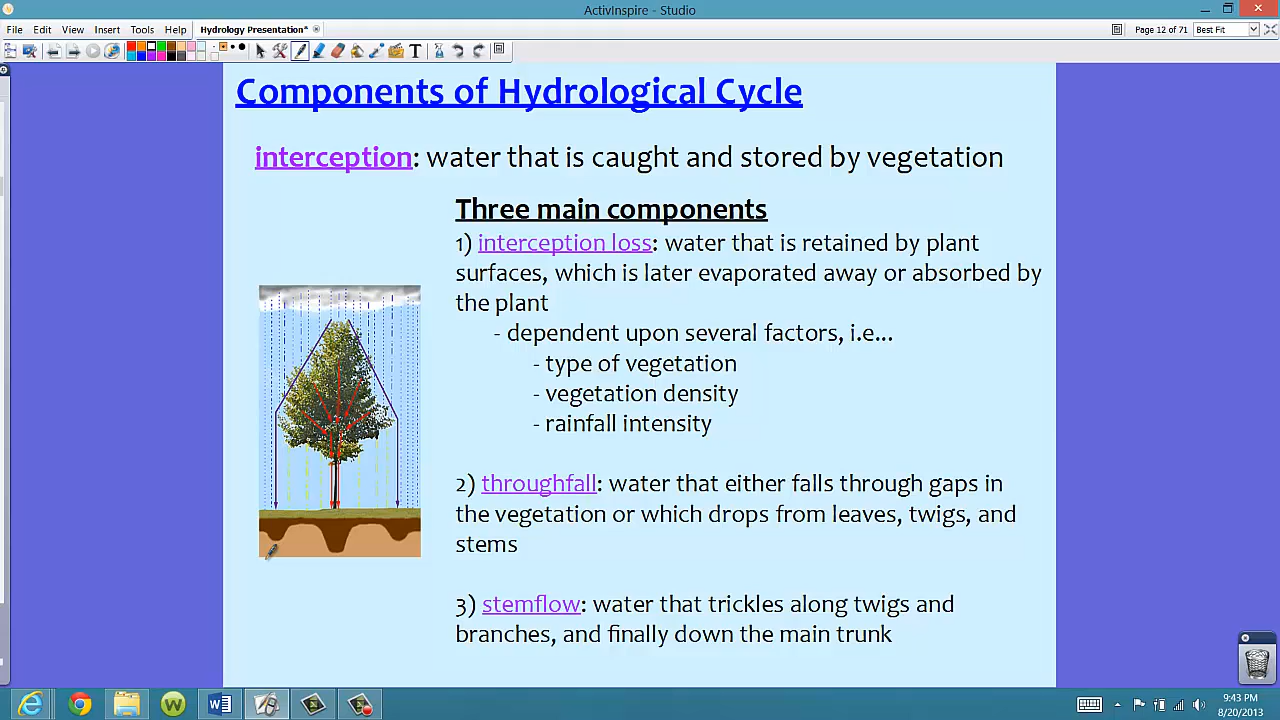 ActivInspire - Studio
File Edit View Insert Tools Help Hydrology Presentation* Page 12 of 71 Best Fit
Components of Hydrological Cycle
interception: water that is caught and stored by vegetation
Three main components
1) interception loss: water that is retained by plant
surfaces, which is later evaporated away or absorbed by
the plant
- dependent upon several factors, i.e...
- type of vegetation
- vegetation density
- rainfall intensity
2) throughfall: water that either falls through gaps in
the vegetation or which drops from leaves, twigs, and
stems
3) stemflow: water that trickles along twigs and
branches, and finally down the main trunk
9:43 PM
8/20/2013